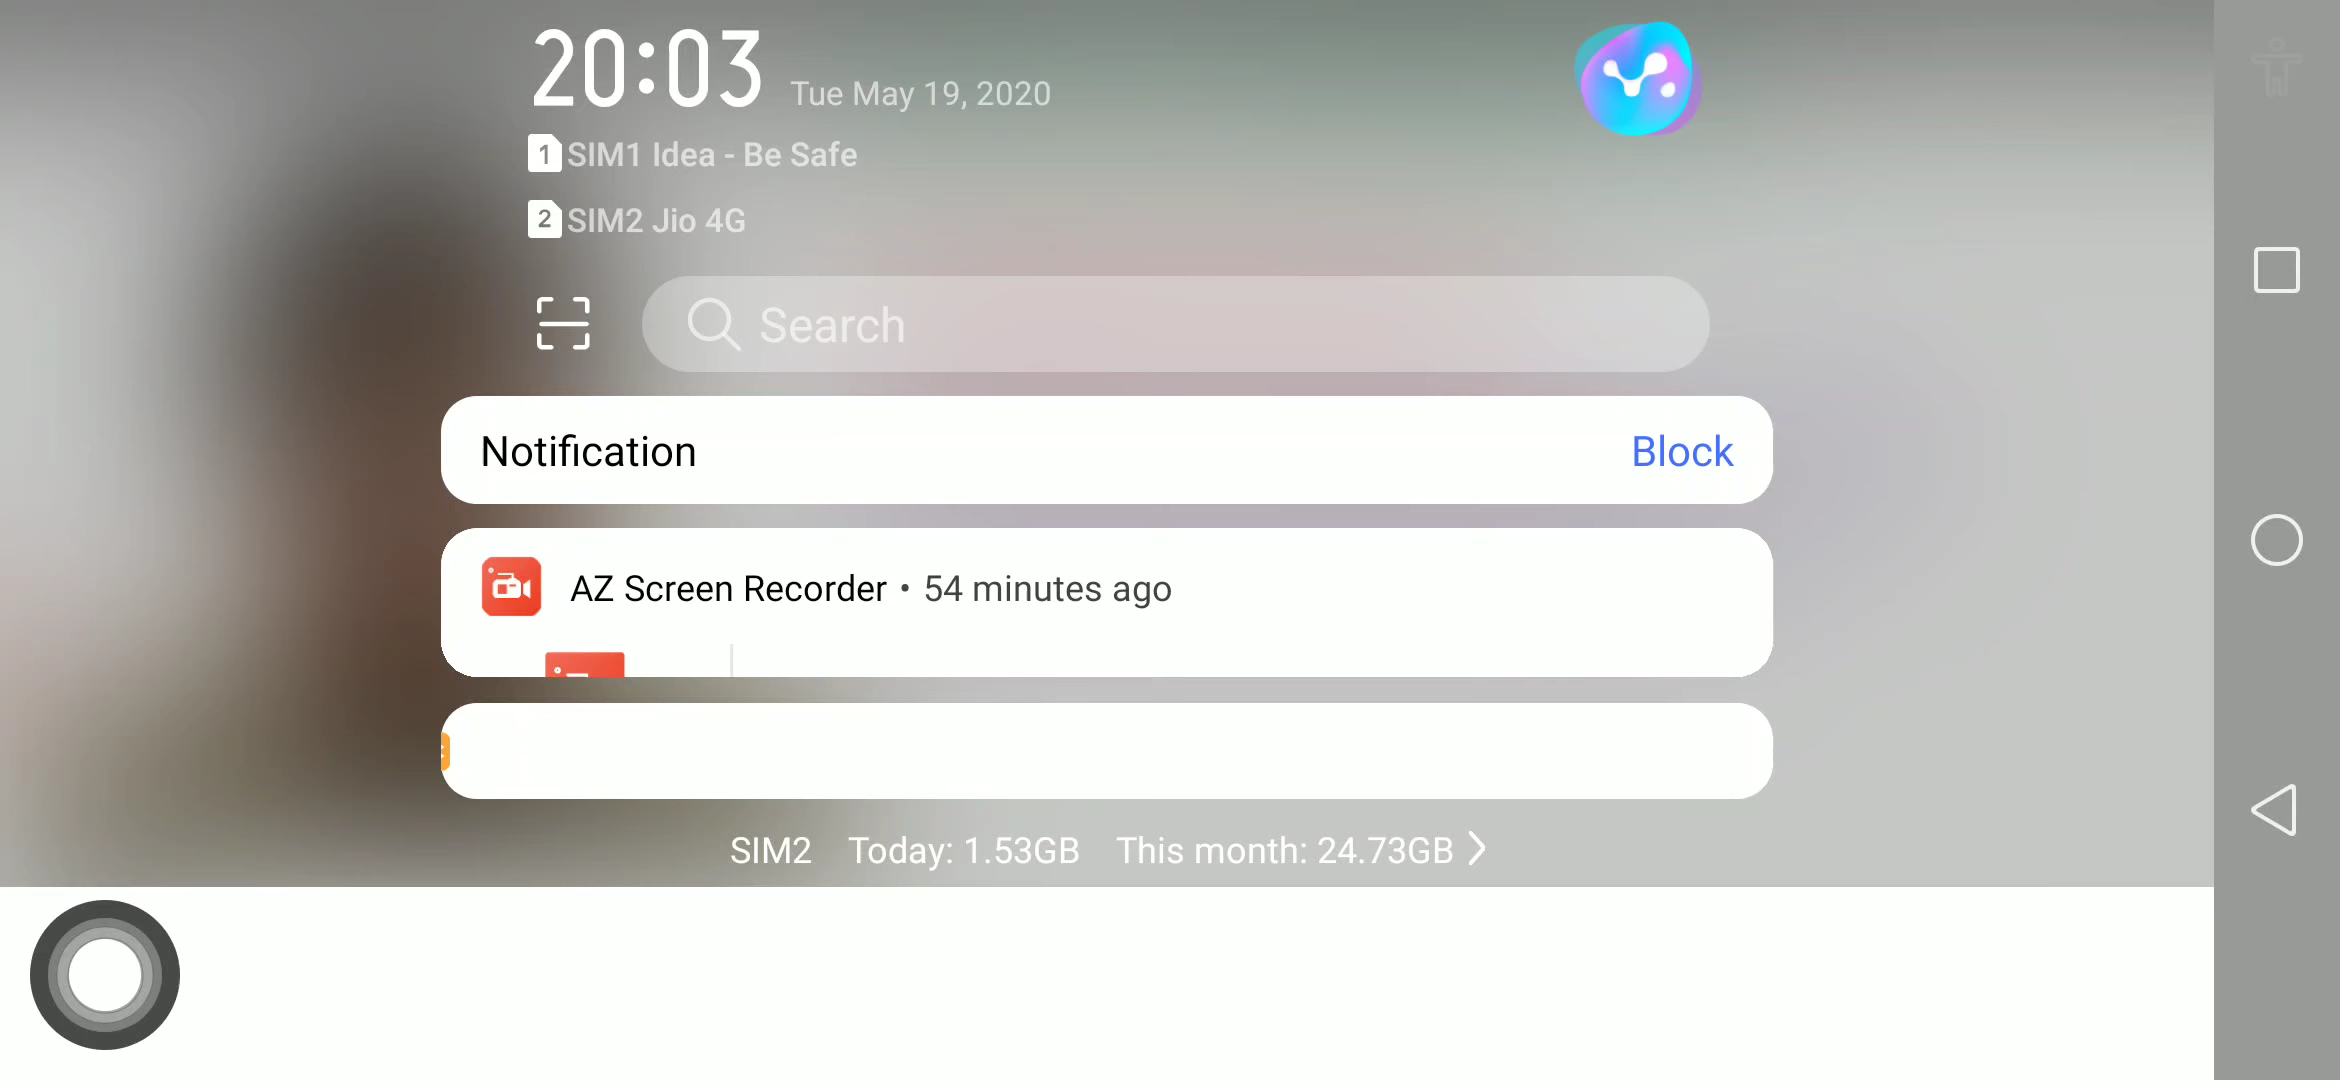 20:03 Tue May 19, 2020
1 SIM1 Idea - Be Safe
2 SIM2 Jio 4G
Search
Notification Block
AZ Screen Recorder • 54 minutes ago
SIM2 Today: 1.53GB This month: 24.73GB